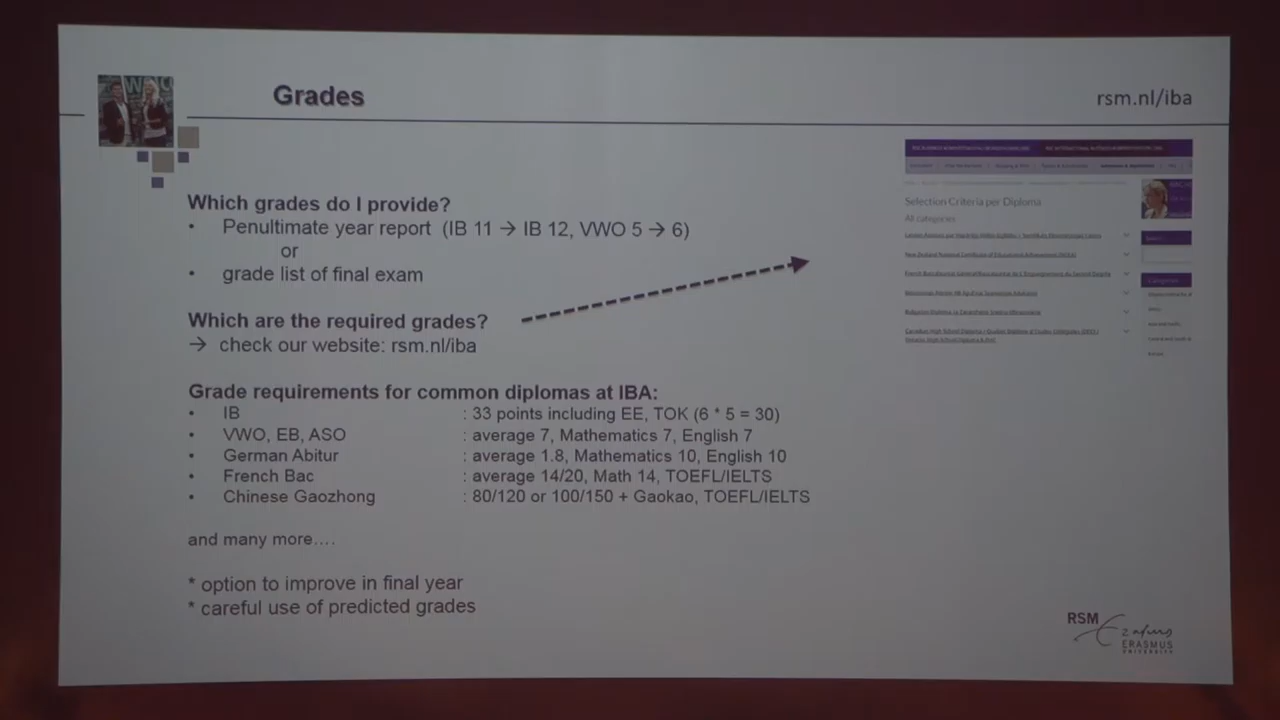 Grades
rsm.nl/iba
Which grades do I provide?
• Penultimate year report (IB 11 → IB 12, VWO 5 → 6)
or
• grade list of final exam
Which are the required grades?
→ check our website: rsm.nl/iba
Grade requirements for common diplomas at IBA:
• IB : 33 points including EE, TOK (6 * 5 = 30)
• VWO, EB, ASO : average 7, Mathematics 7, English 7
• German Abitur : average 1.8, Mathematics 10, English 10
• French Bac : average 14/20, Math 14, TOEFL/IELTS
• Chinese Gaozhong : 80/120 or 100/150 + Gaokao, TOEFL/IELTS
and many more....
* option to improve in final year
* careful use of predicted grades
Selection Criteria per Diploma
All categories
RSM
ERASMUS
UNIVERSITY